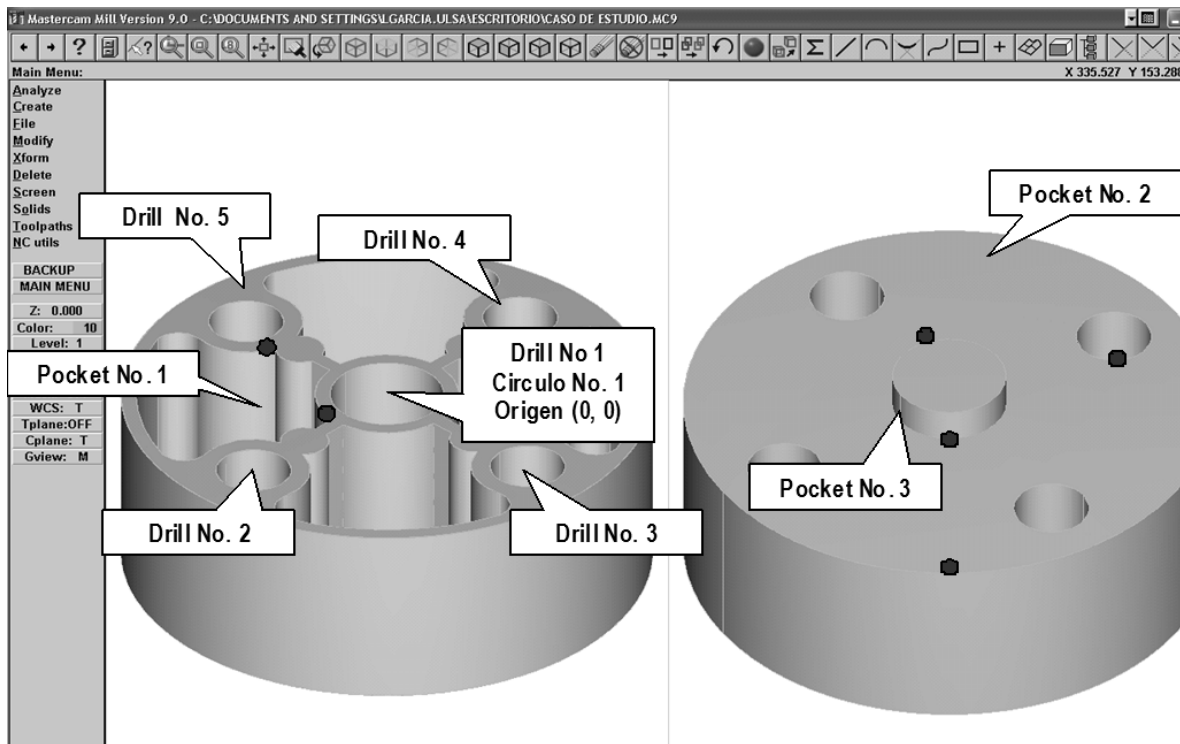 Mastercam Mill Version 9.0 - C:\DOCUMENTS AND SETTINGS\LGARCIA.ULSA\ESCRITORIO\CASO DE ESTUDIO.MC9
Main Menu:
X 335.527 Y 153.288
Analyze
Create
File
Modify
Xform
Delete
Screen
Solids
Toolpaths
NC utils
BACKUP
MAIN MENU
Z: 0.000
Color: 10
Level: 1
WCS: T
Tplane:OFF
Cplane: T
Gview: M
Drill No. 5
Drill No. 4
Pocket No. 1
Drill No 1
Circulo No. 1
Origen (0, 0)
Drill No. 2
Drill No. 3
Pocket No. 2
Pocket No. 3